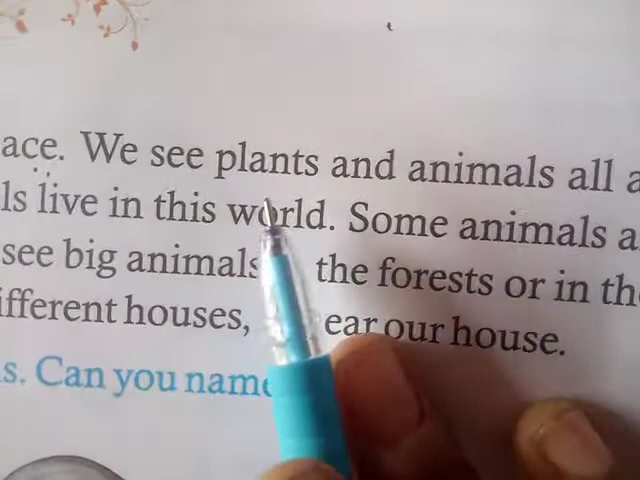 ace. We see plants and animals all a
ls live in this world. Some animals a
see big animals the forests or in the
ifferent houses, ear our house.
s. Can you name